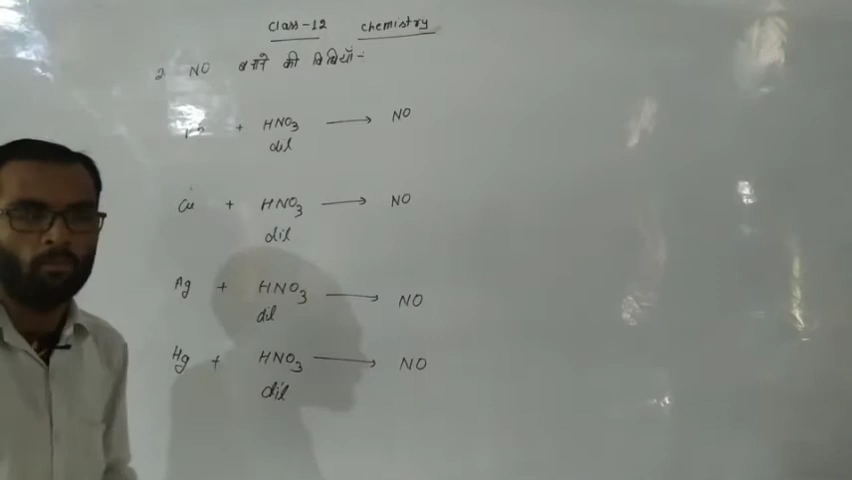 Class-12 chemistry
2 NO बनाने की विधियाँ:-
+ HNO3 → NO
dil
Cu + HNO3 → NO
dil
Ag + HNO3 → NO
dil
Hg + HNO3 → NO
dil